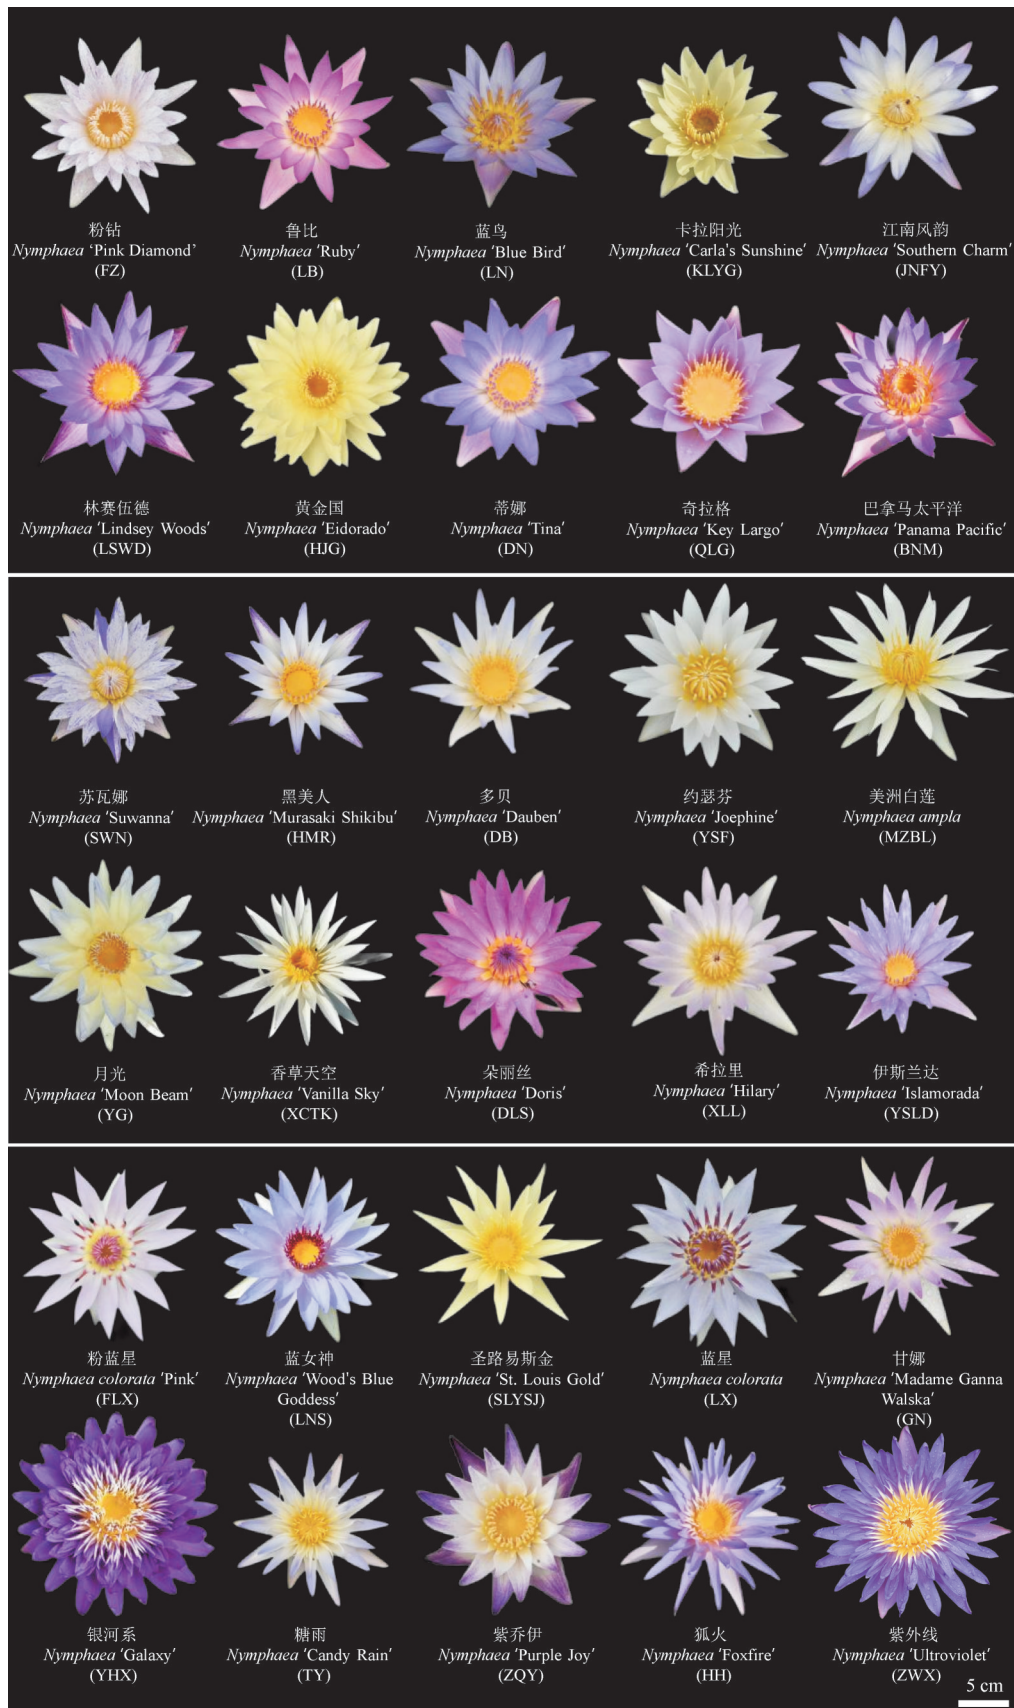 粉钻 鲁比 蓝鸟 卡拉阳光 江南风韵
Nymphaea ‘Pink Diamond’ Nymphaea 'Ruby' Nymphaea 'Blue Bird' Nymphaea 'Carla's Sunshine' Nymphaea 'Southern Charm'
(FZ) (LB) (LN) (KLYG) (JNFY)
林赛伍德 黄金国 蒂娜 奇拉格 巴拿马太平洋
Nymphaea 'Lindsey Woods' Nymphaea 'Eidorado' Nymphaea 'Tina' Nymphaea 'Key Largo' Nymphaea 'Panama Pacific'
(LSWD) (HJG) (DN) (QLG) (BNM)
苏瓦娜 黑美人 多贝 约瑟芬 美洲白莲
Nymphaea 'Suwanna' Nymphaea 'Murasaki Shikibu' Nymphaea 'Dauben' Nymphaea 'Joephine' Nymphaea ampla
(SWN) (HMR) (DB) (YSF) (MZBL)
月光 香草天空 朵丽丝 希拉里 伊斯兰达
Nymphaea 'Moon Beam' Nymphaea 'Vanilla Sky' Nymphaea 'Doris' Nymphaea 'Hilary' Nymphaea 'Islamorada'
(YG) (XCTK) (DLS) (XLL) (YSLD)
粉蓝星 蓝女神 圣路易斯金 蓝星 甘娜
Nymphaea colorata 'Pink' Nymphaea 'Wood's Blue Nymphaea 'St. Louis Gold' Nymphaea colorata Nymphaea 'Madame Ganna
(FLX) Goddess' (SLYSJ) (LX) Walska'
(LNS) (GN)
银河系 糖雨 紫乔伊 狐火 紫外线
Nymphaea 'Galaxy' Nymphaea 'Candy Rain' Nymphaea 'Purple Joy' Nymphaea 'Foxfire' Nymphaea 'Ultroviolet'
(YHX) (TY) (ZQY) (HH) (ZWX)
5 cm